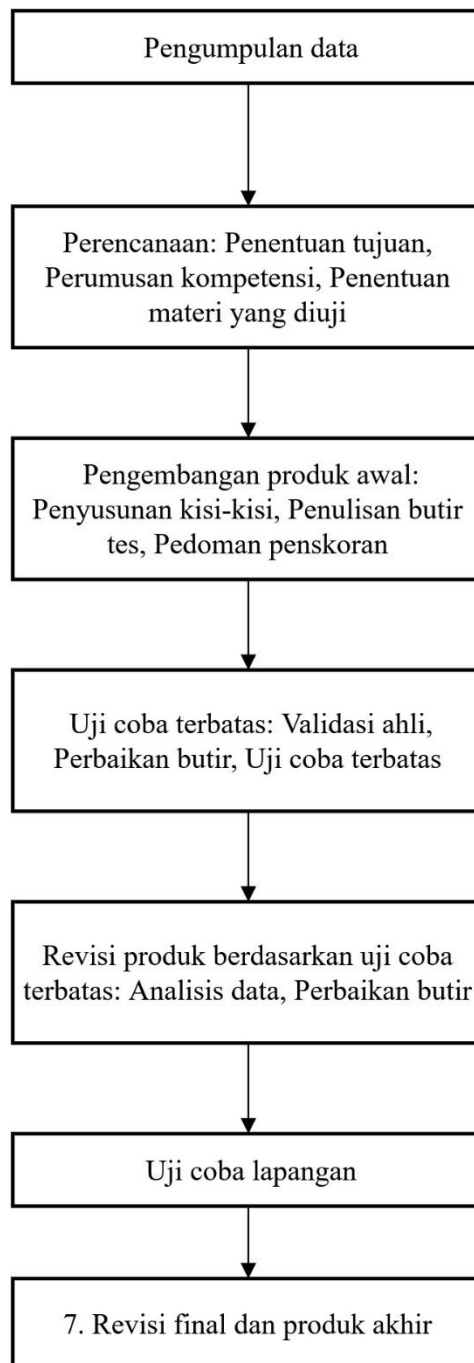 Pengumpulan data
Perencanaan: Penentuan tujuan,
Perumusan kompetensi, Penentuan
materi yang diuji
Pengembangan produk awal:
Penyusunan kisi-kisi, Penulisan butir
tes, Pedoman penskoran
Uji coba terbatas: Validasi ahli,
Perbaikan butir, Uji coba terbatas
Revisi produk berdasarkan uji coba
terbatas: Analisis data, Perbaikan butir
Uji coba lapangan
7. Revisi final dan produk akhir